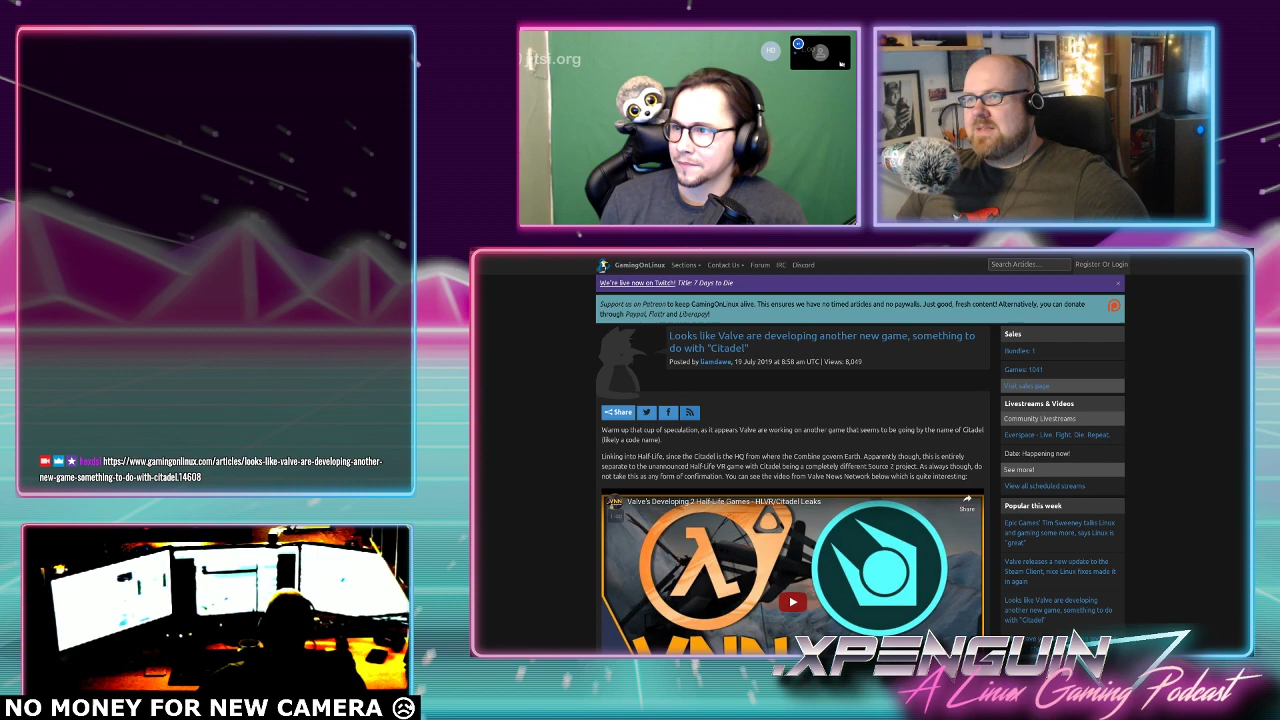 jitsi.org
HD
GamingOnLinux Sections Contact Us Forum IRC Discord Search Articles... Register Or Login
We're live now on Twitch! Title: 7 Days to Die
Support us on Patreon to keep GamingOnLinux alive. This ensures we have no timed articles and no paywalls. Just good, fresh content! Alternatively, you can donate
through Paypal, Flattr and Liberapay!
Looks like Valve are developing another new game, something to
do with "Citadel"
Posted by liamdawe, 19 July 2019 at 8:58 am UTC | Views: 8,049
Share
Warm up that cup of speculation, as it appears Valve are working on another game that seems to be going by the name of Citadel
(likely a code name).
Linking into Half-Life, since the Citadel is the HQ from where the Combine govern Earth. Apparently though, this is entirely
separate to the unannounced Half-Life VR game with Citadel being a completely different Source 2 project. As always though, do
not take this as any form of confirmation. You can see the video from Valve News Network below which is quite interesting:
VNN
Valve's Developing 2 Half-Life Games - HLVR/Citadel Leaks
Share
VNN
Sales
Bundles: 1
Games: 1041
Visit sales page
Livestreams & Videos
Community Livestreams
Everspace - Live. Fight. Die. Repeat.
Date: Happening now!
See more!
View all scheduled streams
Popular this week
Epic Games' Tim Sweeney talks Linux
and gaming some more, says Linux is
"great"
Valve releases a new update to the
Steam Client, nice Linux fixes made it
in again
Looks like Valve are developing
another new game, something to do
with "Citadel"
https://www.gamingonlinux.com/articles/looks-like-valve-are-developing-another-
new-game-something-to-do-with-citadel.14608
NO MONEY FOR NEW CAMERA
.XPENGUIN
A Linux Gaming Podcast